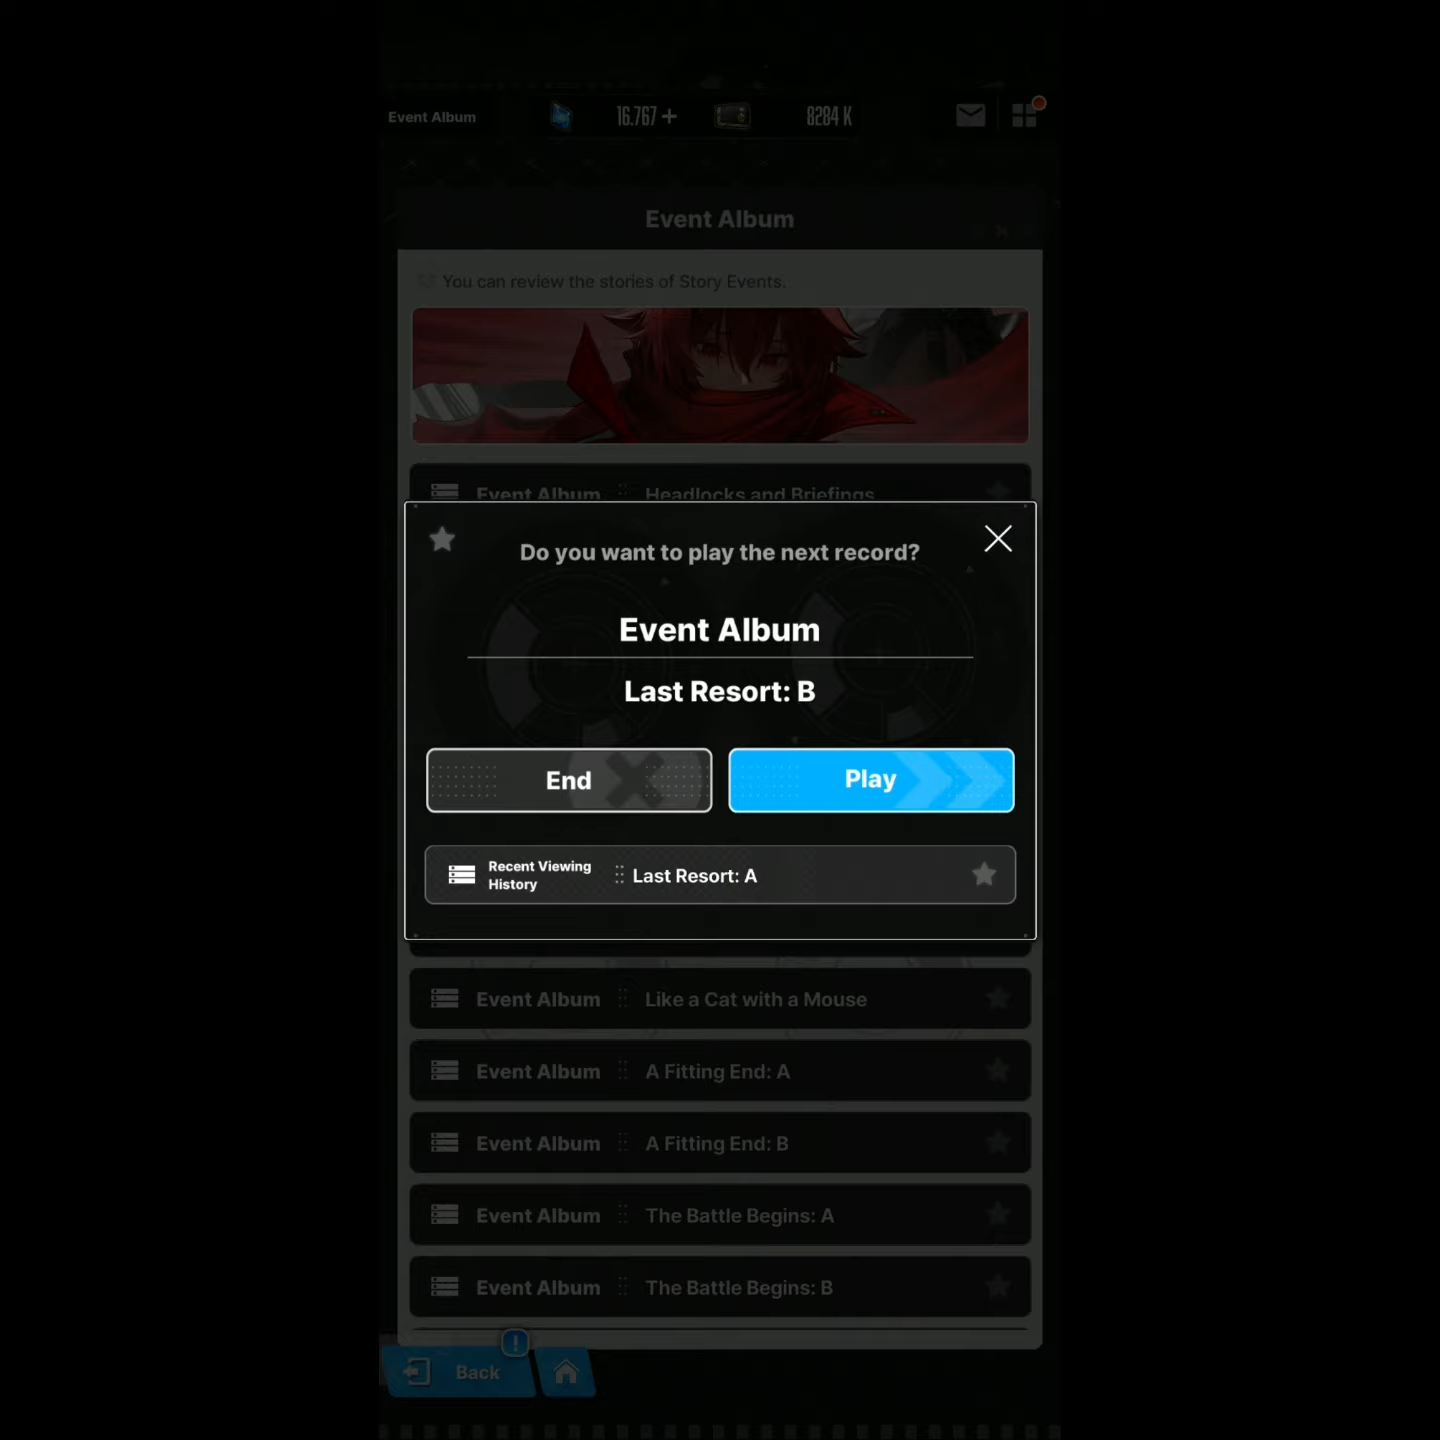 Event Album
16.767 +
8284 K
Event Album
You can review the stories of Story Events.
Event Album Headlocks and Briefings
Do you want to play the next record?
Event Album
Last Resort: B
End
Play
Recent Viewing
History
Last Resort: A
Event Album Like a Cat with a Mouse
Event Album A Fitting End: A
Event Album A Fitting End: B
Event Album The Battle Begins: A
Event Album The Battle Begins: B
!
Back